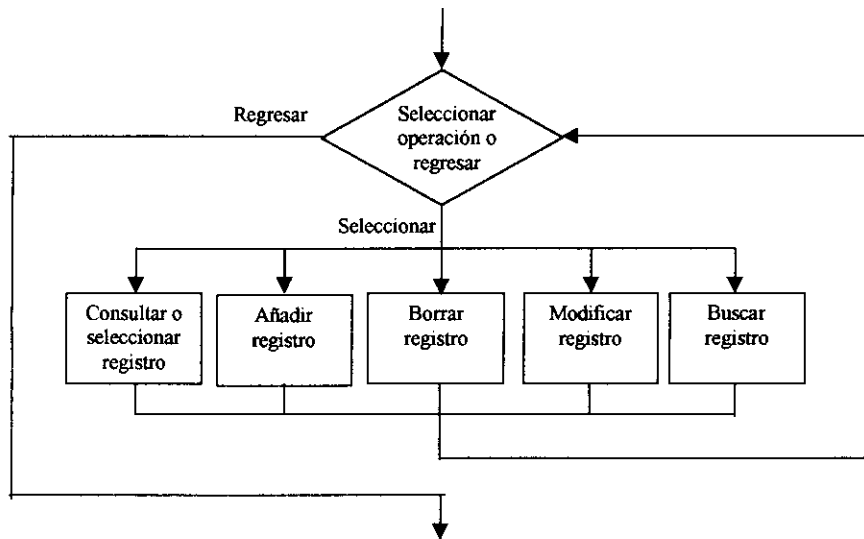 Regresar
Seleccionar
operación o
regresar
Seleccionar
Consultar o
seleccionar
registro
Añadir
registro
Borrar
registro
Modificar
registro
Buscar
registro